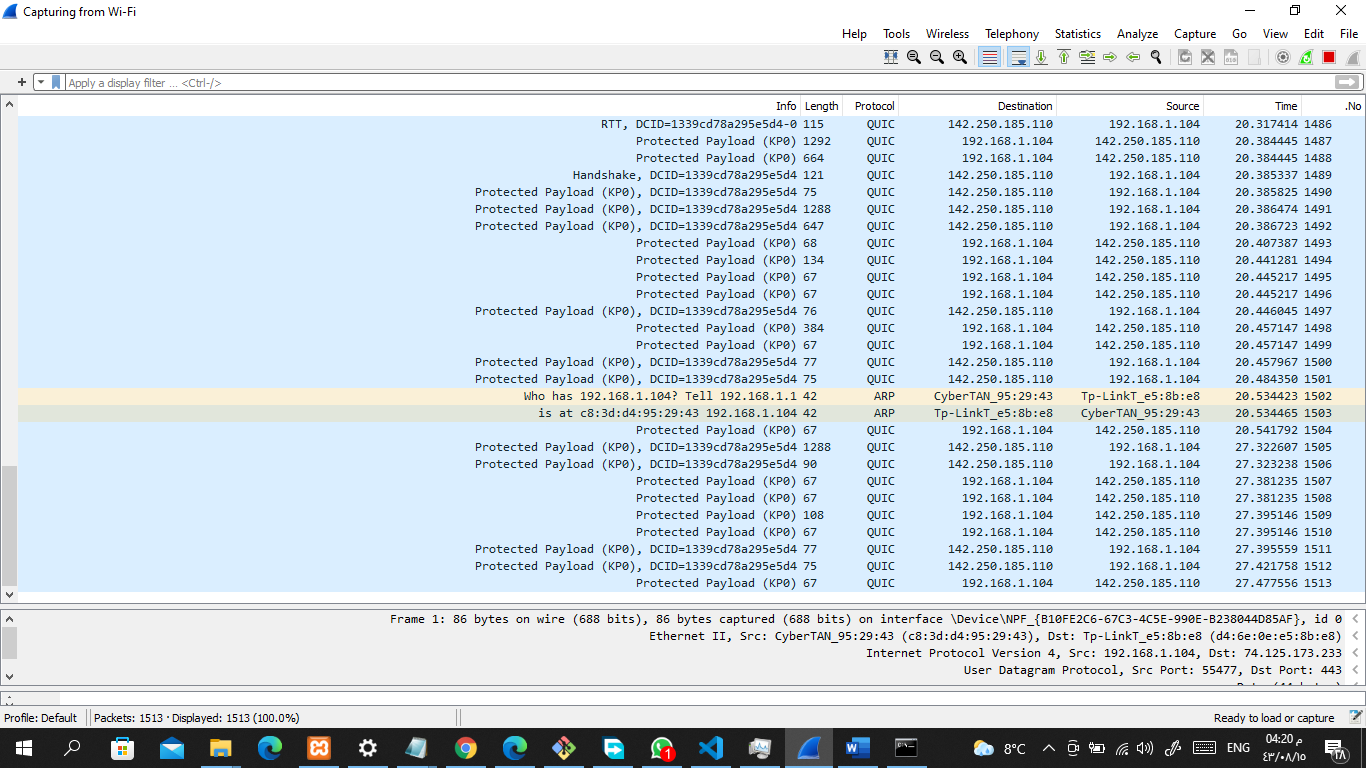 Capturing from Wi-Fi
Help Tools Wireless Telephony Statistics Analyze Capture Go View Edit File
Apply a display filter ... <Ctrl-/>
Info Length Protocol Destination Source Time .No
RTT, DCID=1339cd78a295e5d4-0 115 QUIC 142.250.185.110 192.168.1.104 20.317414 1486
Protected Payload (KP0) 1292 QUIC 192.168.1.104 142.250.185.110 20.384445 1487
Protected Payload (KP0) 664 QUIC 192.168.1.104 142.250.185.110 20.384445 1488
Handshake, DCID=1339cd78a295e5d4 121 QUIC 142.250.185.110 192.168.1.104 20.385337 1489
Protected Payload (KP0), DCID=1339cd78a295e5d4 75 QUIC 142.250.185.110 192.168.1.104 20.385825 1490
Protected Payload (KP0), DCID=1339cd78a295e5d4 1288 QUIC 142.250.185.110 192.168.1.104 20.386474 1491
Protected Payload (KP0), DCID=1339cd78a295e5d4 647 QUIC 142.250.185.110 192.168.1.104 20.386723 1492
Protected Payload (KP0) 68 QUIC 192.168.1.104 142.250.185.110 20.407387 1493
Protected Payload (KP0) 134 QUIC 192.168.1.104 142.250.185.110 20.441281 1494
Protected Payload (KP0) 67 QUIC 192.168.1.104 142.250.185.110 20.445217 1495
Protected Payload (KP0) 67 QUIC 192.168.1.104 142.250.185.110 20.445217 1496
Protected Payload (KP0), DCID=1339cd78a295e5d4 76 QUIC 142.250.185.110 192.168.1.104 20.446045 1497
Protected Payload (KP0) 384 QUIC 192.168.1.104 142.250.185.110 20.457147 1498
Protected Payload (KP0) 67 QUIC 192.168.1.104 142.250.185.110 20.457147 1499
Protected Payload (KP0), DCID=1339cd78a295e5d4 77 QUIC 142.250.185.110 192.168.1.104 20.457967 1500
Protected Payload (KP0), DCID=1339cd78a295e5d4 75 QUIC 142.250.185.110 192.168.1.104 20.484350 1501
Who has 192.168.1.104? Tell 192.168.1.1 42 ARP CyberTAN_95:29:43 Tp-LinkT_e5:8b:e8 20.534423 1502
is at c8:3d:d4:95:29:43 192.168.1.104 42 ARP Tp-LinkT_e5:8b:e8 CyberTAN_95:29:43 20.534465 1503
Protected Payload (KP0) 67 QUIC 192.168.1.104 142.250.185.110 20.541792 1504
Protected Payload (KP0), DCID=1339cd78a295e5d4 1288 QUIC 142.250.185.110 192.168.1.104 27.322607 1505
Protected Payload (KP0), DCID=1339cd78a295e5d4 90 QUIC 142.250.185.110 192.168.1.104 27.323238 1506
Protected Payload (KP0) 67 QUIC 192.168.1.104 142.250.185.110 27.381235 1507
Protected Payload (KP0) 67 QUIC 192.168.1.104 142.250.185.110 27.381235 1508
Protected Payload (KP0) 108 QUIC 192.168.1.104 142.250.185.110 27.395146 1509
Protected Payload (KP0) 67 QUIC 192.168.1.104 142.250.185.110 27.395146 1510
Protected Payload (KP0), DCID=1339cd78a295e5d4 77 QUIC 142.250.185.110 192.168.1.104 27.395559 1511
Protected Payload (KP0), DCID=1339cd78a295e5d4 75 QUIC 142.250.185.110 192.168.1.104 27.421758 1512
Protected Payload (KP0) 67 QUIC 192.168.1.104 142.250.185.110 27.477556 1513
Frame 1: 86 bytes on wire (688 bits), 86 bytes captured (688 bits) on interface \Device\NPF_{B10FE2C6-67C3-4C5E-990E-B238044D85AF}, id 0
Ethernet II, Src: CyberTAN_95:29:43 (c8:3d:d4:95:29:43), Dst: Tp-LinkT_e5:8b:e8 (d4:6e:0e:e5:8b:e8)
Internet Protocol Version 4, Src: 192.168.1.104, Dst: 74.125.173.233
User Datagram Protocol, Src Port: 55477, Dst Port: 443
Profile: Default Packets: 1513 · Displayed: 1513 (100.0%) Ready to load or capture
8°C ENG 04:20 م
٤٣/٠٨/١٥